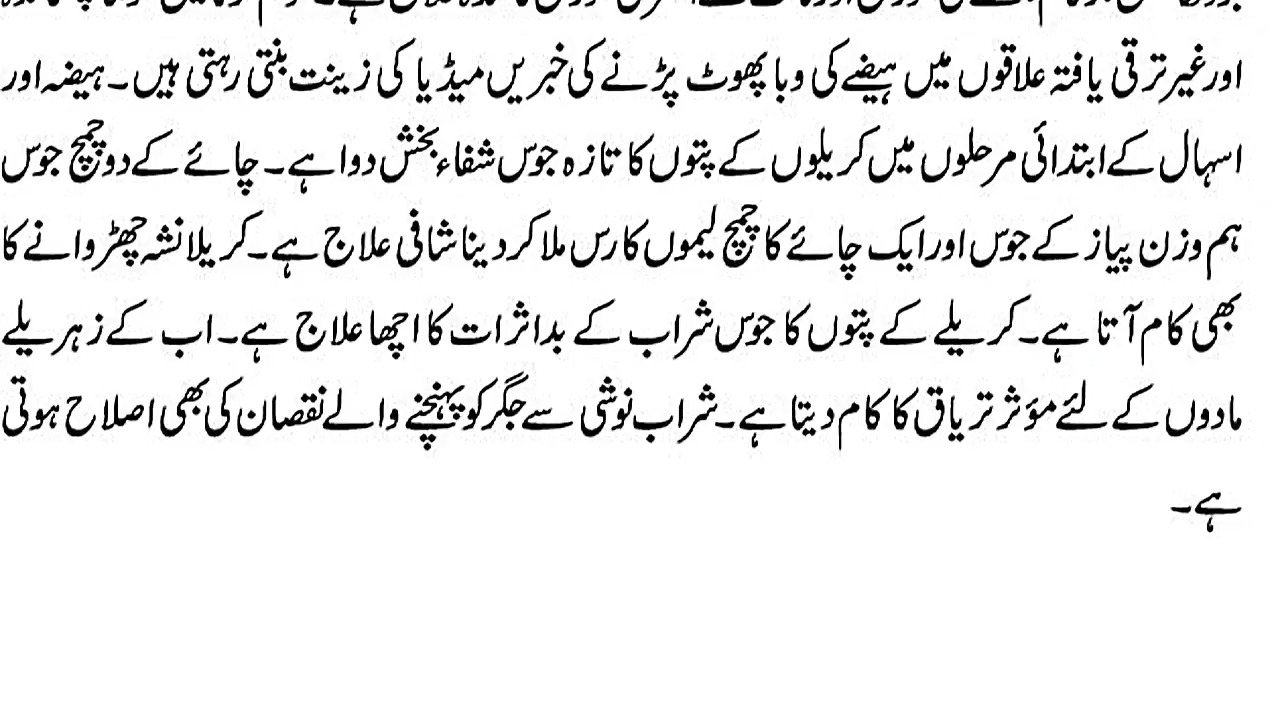 اور غیر ترقی یافتہ علاقوں میں ہیضے کی وبا پھوٹ پڑنے کی خبریں میڈیا کی زینت بنتی رہتی ہیں۔ ہیضہ اور
اسہال کے ابتدائی مرحلوں میں کریلوں کے پتوں کا تازہ جوس شفاء بخش دوا ہے۔ چائے کے دو چمچ جوس
ہم وزن پیاز کے جوس اور ایک چائے کا چمچ لیموں کا رس ملا کر دینا شافی علاج ہے۔ کریلا نشہ چھڑوانے کا
بھی کام آتا ہے۔ کریلے کے پتوں کا جوس شراب کے بد اثرات کا اچھا علاج ہے۔ اب کے زہریلے
مادوں کے لئے مؤثر تریاق کا کام دیتا ہے۔ شراب نوشی سے جگر کو پہنچنے والے نقصان کی بھی اصلاح ہوتی
ہے۔